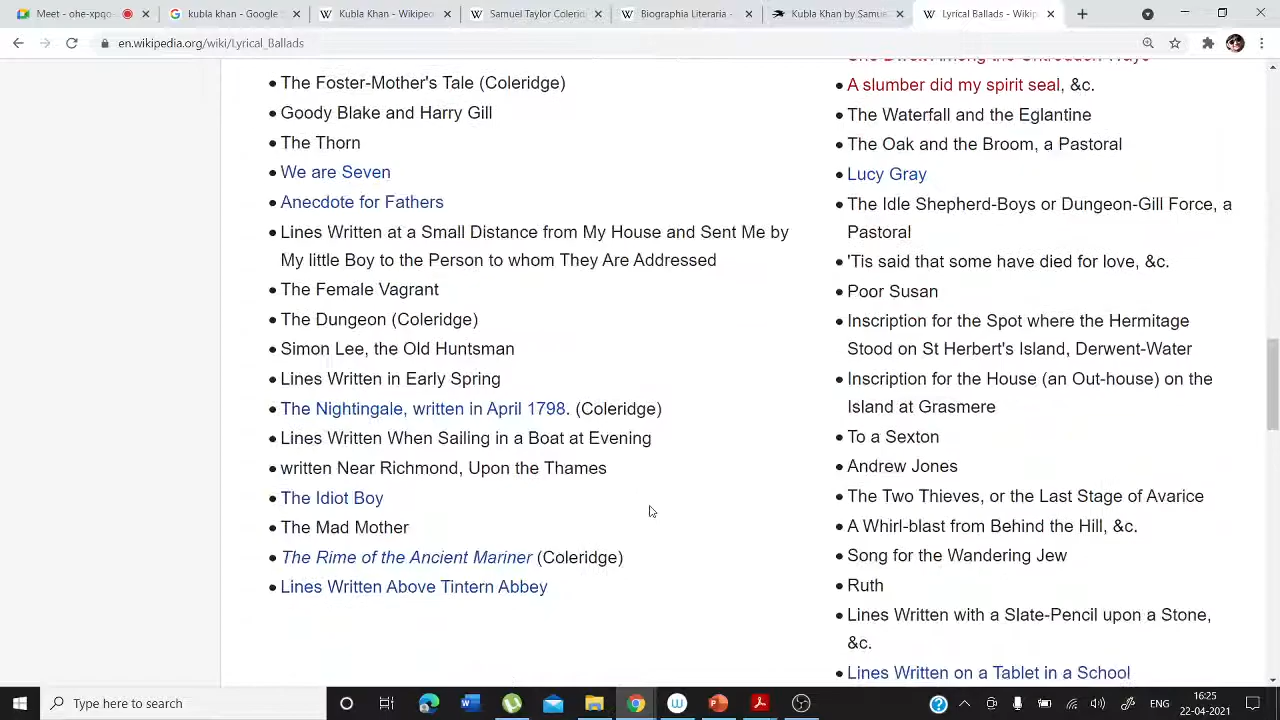 Meet - ohe-pqo
kubla khan - Google
Kubla Khan - Wikipe
Samuel Taylor Colerid
Biographia Literaria -
Kubla Khan by Samue
Lyrical Ballads - Wikip
en.wikipedia.org/wiki/Lyrical_Ballads
The Foster-Mother's Tale (Coleridge)
Goody Blake and Harry Gill
The Thorn
We are Seven
Anecdote for Fathers
Lines Written at a Small Distance from My House and Sent Me by
My little Boy to the Person to whom They Are Addressed
The Female Vagrant
The Dungeon (Coleridge)
Simon Lee, the Old Huntsman
Lines Written in Early Spring
The Nightingale, written in April 1798. (Coleridge)
Lines Written When Sailing in a Boat at Evening
written Near Richmond, Upon the Thames
The Idiot Boy
The Mad Mother
The Rime of the Ancient Mariner (Coleridge)
Lines Written Above Tintern Abbey
She Dwelt Among the Untrodden Ways
A slumber did my spirit seal, &c.
The Waterfall and the Eglantine
The Oak and the Broom, a Pastoral
Lucy Gray
The Idle Shepherd-Boys or Dungeon-Gill Force, a
Pastoral
'Tis said that some have died for love, &c.
Poor Susan
Inscription for the Spot where the Hermitage
Stood on St Herbert's Island, Derwent-Water
Inscription for the House (an Out-house) on the
Island at Grasmere
To a Sexton
Andrew Jones
The Two Thieves, or the Last Stage of Avarice
A Whirl-blast from Behind the Hill, &c.
Song for the Wandering Jew
Ruth
Lines Written with a Slate-Pencil upon a Stone,
&c.
Lines Written on a Tablet in a School
Type here to search
ENG
16:25
22-04-2021